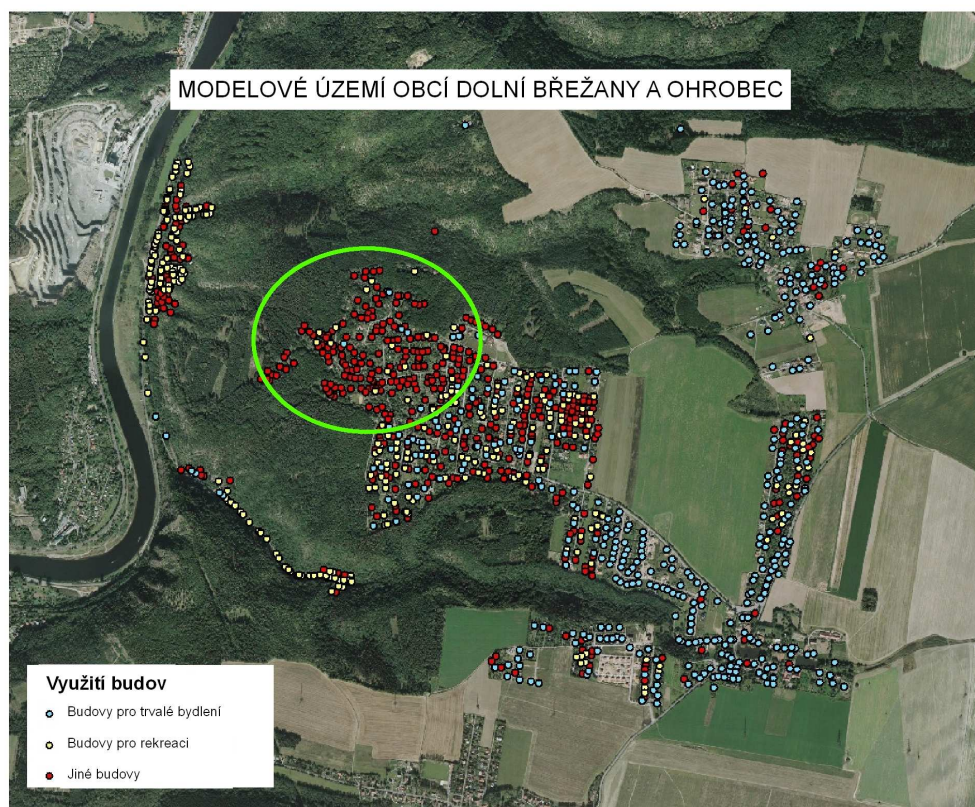 MODELOVÉ ÚZEMÍ OBCÍ DOLNÍ BŘEŽANY A OHROBEC
Využití budov
Budovy pro trvalé bydlení
Budovy pro rekreaci
Jiné budovy